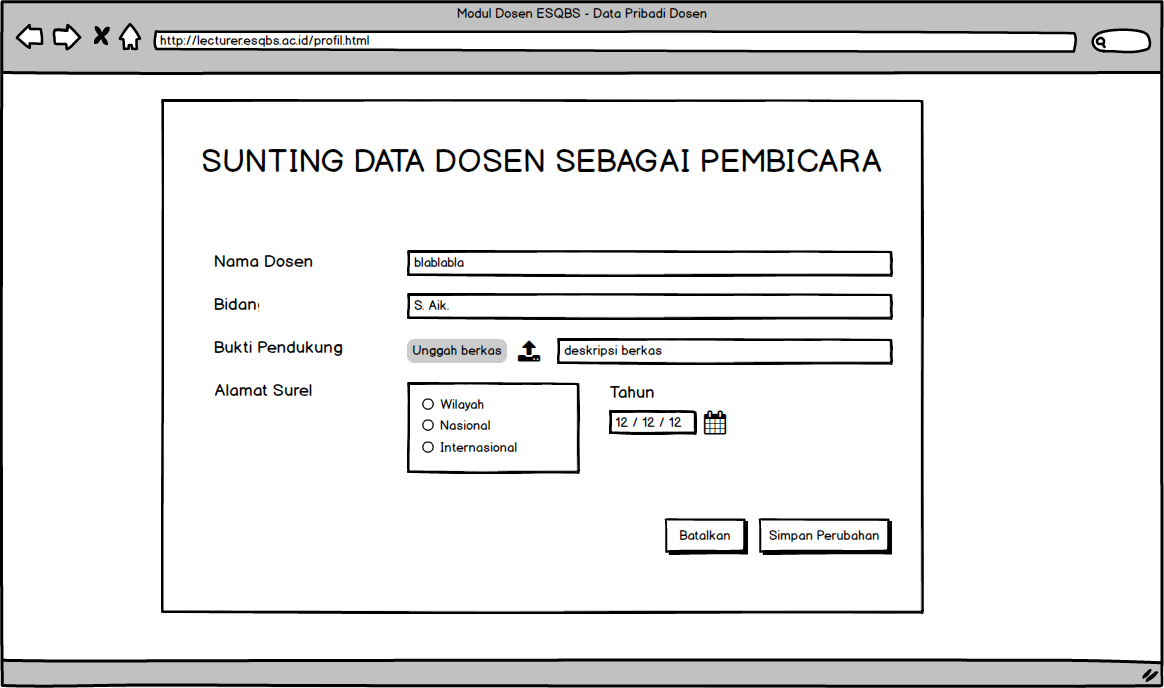 Modul Dosen ESQBS - Data Pribadi Dosen
http://lecturer.esqbs.ac.id/profil.html
SUNTING DATA DOSEN SEBAGAI PEMBICARA
Nama Dosen blablabla
Bidang S. Aik.
Bukti Pendukung Unggah berkas deskripsi berkas
Alamat Surel
Wilayah
Nasional
Internasional
Tahun
12 / 12 / 12
Batalkan Simpan Perubahan